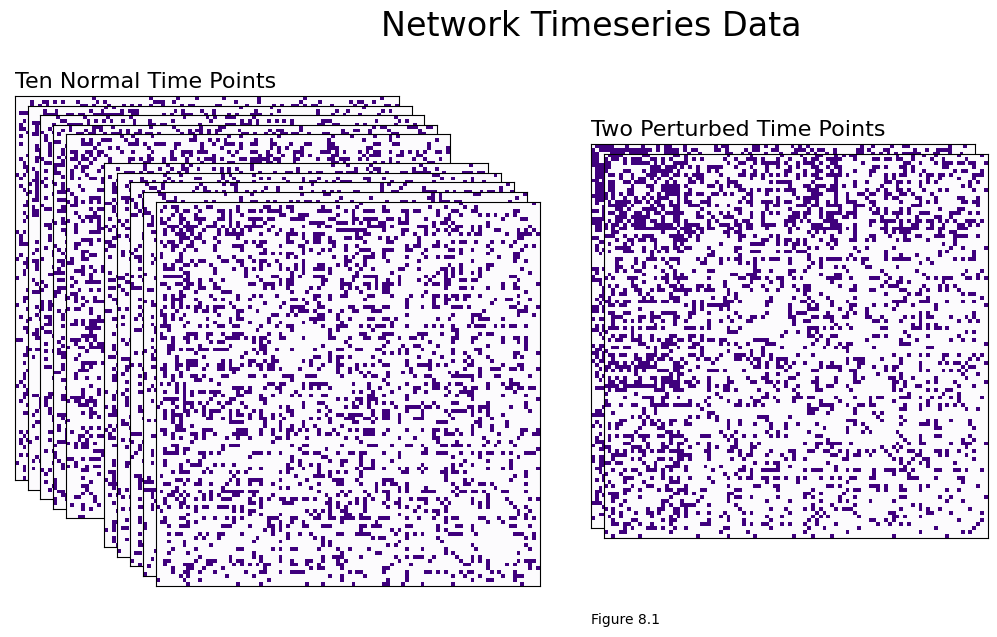 Network Timeseries Data
Ten Normal Time Points
Two Perturbed Time Points
Figure 8.1